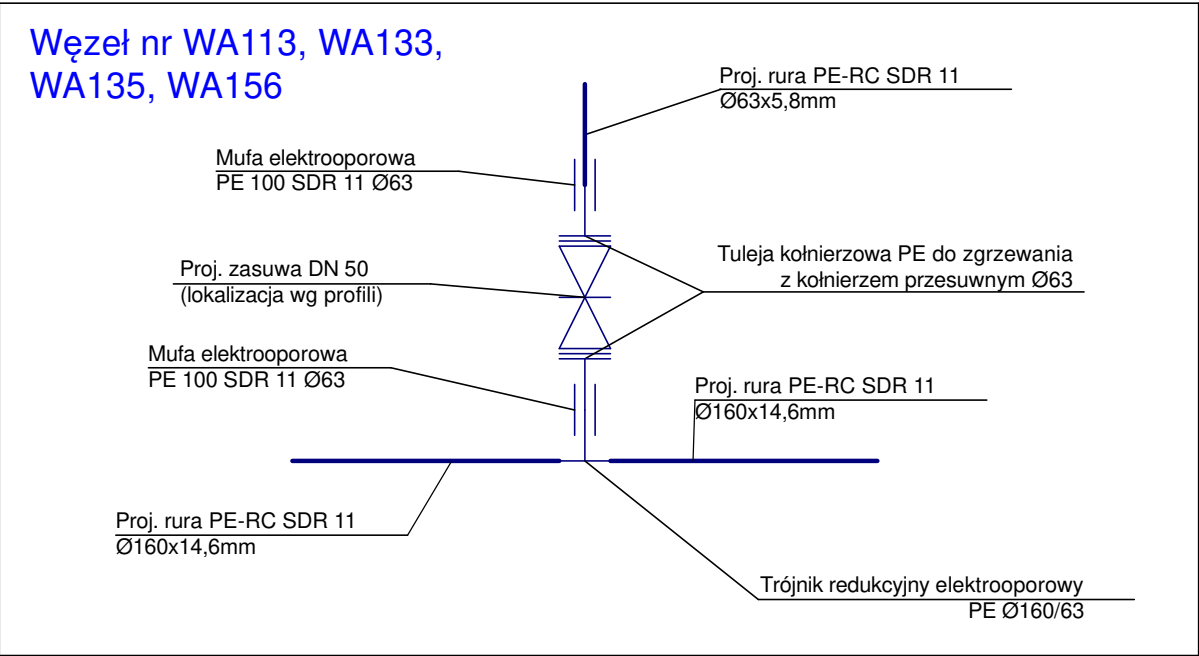 Węzeł nr WA113, WA133,
WA135, WA156
Proj. rura PE-RC SDR 11
Ø63x5,8mm
Mufa elektrooporowa
PE 100 SDR 11 Ø63
Tuleja kołnierzowa PE do zgrzewania
z kołnierzem przesuwnym Ø63
Proj. zasuwa DN 50
(lokalizacja wg profili)
Mufa elektrooporowa
PE 100 SDR 11 Ø63
Proj. rura PE-RC SDR 11
Ø160x14,6mm
Proj. rura PE-RC SDR 11
Ø160x14,6mm
Trójnik redukcyjny elektrooporowy
PE Ø160/63